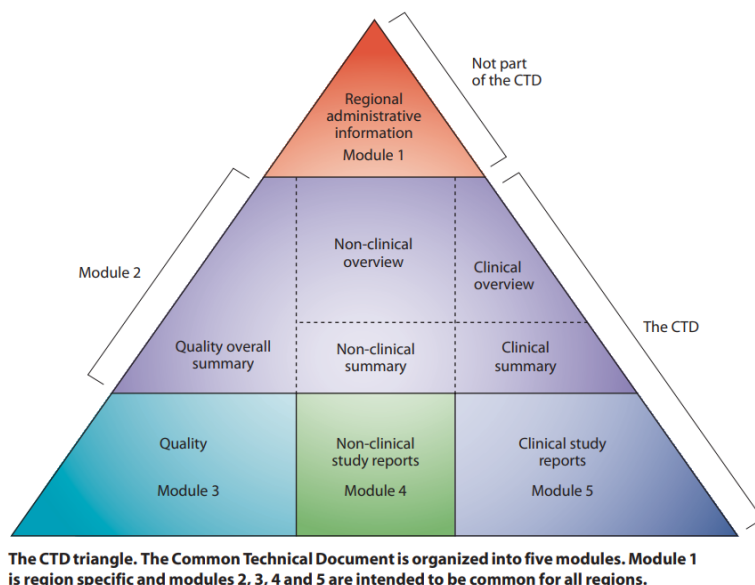 Not part
of the CTD
Regional
administrative
information
Module 1
Module 2
Non-clinical
overview
Clinical
overview
The CTD
Quality overall
summary
Non-clinical
summary
Clinical
summary
Quality
Module 3
Non-clinical
study reports
Module 4
Clinical study
reports
Module 5
The CTD triangle. The Common Technical Document is organized into five modules. Module 1
is region specific and modules 2, 3, 4 and 5 are intended to be common for all regions.